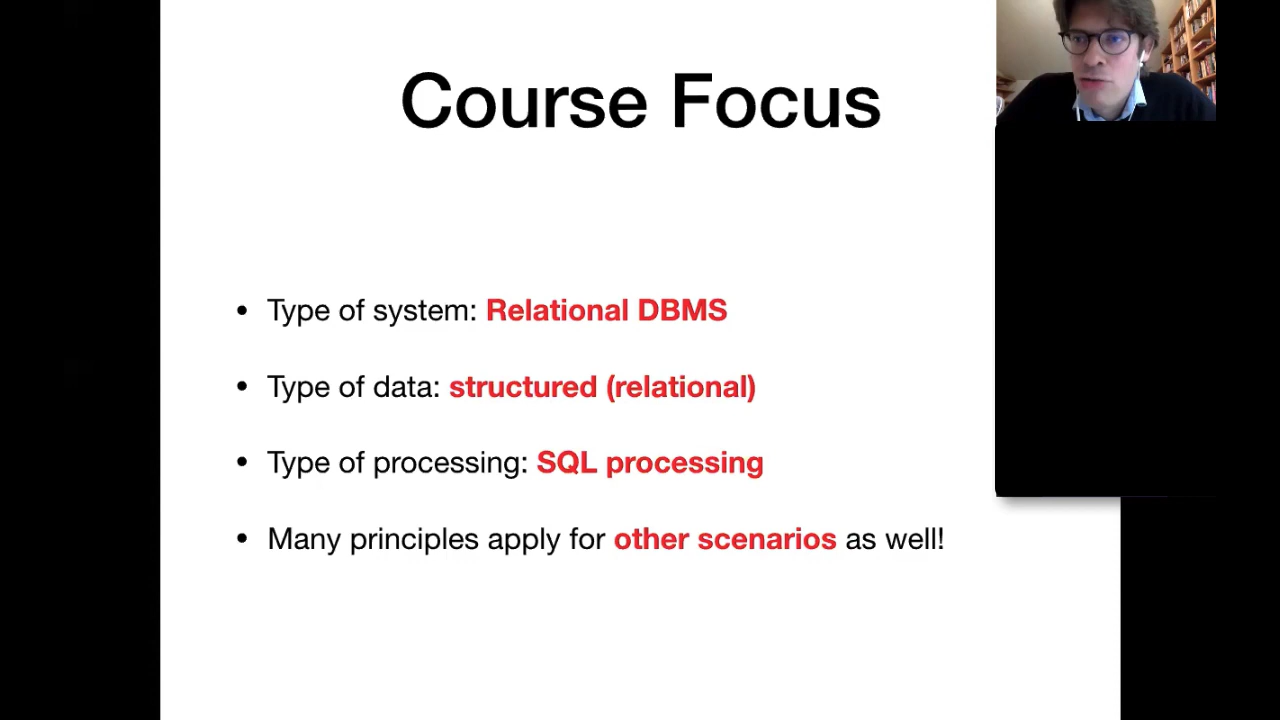 Course Focus
• Type of system: Relational DBMS
• Type of data: structured (relational)
• Type of processing: SQL processing
• Many principles apply for other scenarios as well!